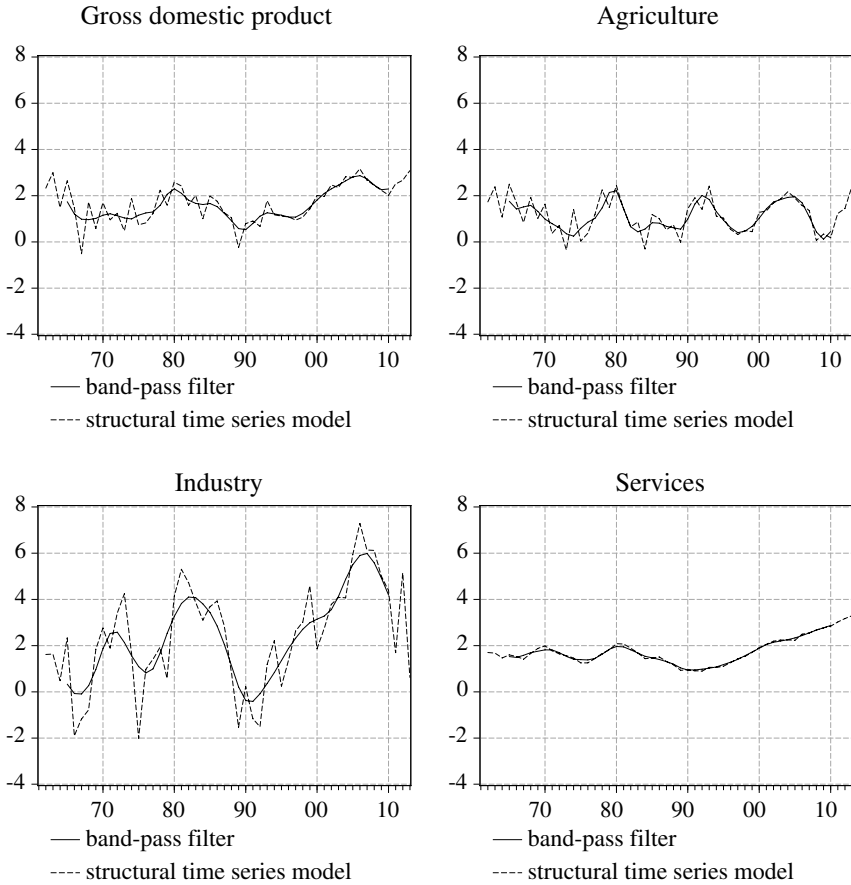 Gross domestic product
8
6
4
2
0
-2
-4
70 80 90 00 10
band-pass filter
structural time series model
Agriculture
8
6
4
2
0
-2
-4
70 80 90 00 10
band-pass filter
structural time series model
Industry
8
6
4
2
0
-2
-4
70 80 90 00 10
band-pass filter
structural time series model
Services
8
6
4
2
0
-2
-4
70 80 90 00 10
band-pass filter
structural time series model